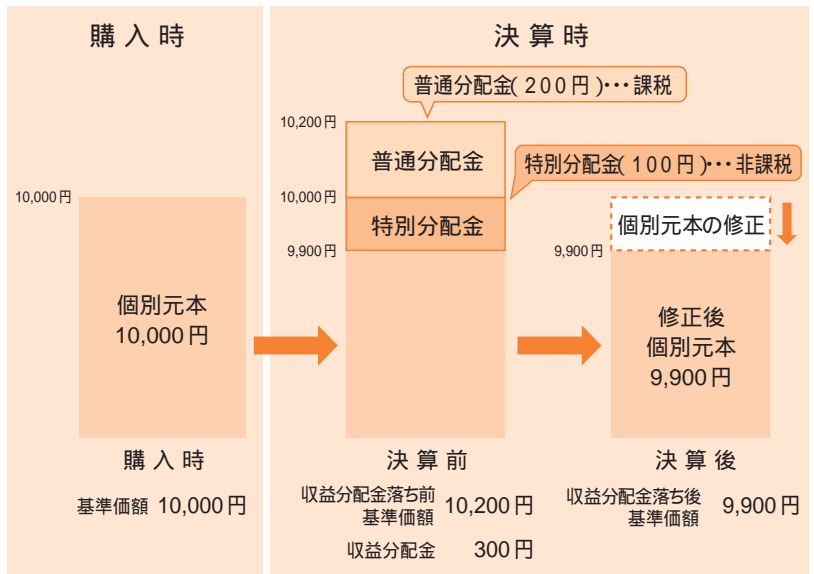 購入時
10,000円
個別元本
10,000円
購入時
基準価額 10,000円
決算時
普通分配金(200円)・・・課税
10,200円
普通分配金
特別分配金(100円)・・・非課税
10,000円
特別分配金
9,900円
決算前
収益分配金落ち前
基準価額
10,200円
収益分配金 300円
個別元本の修正
9,900円
修正後
個別元本
9,900円
決算後
収益分配金落ち後
基準価額
9,900円